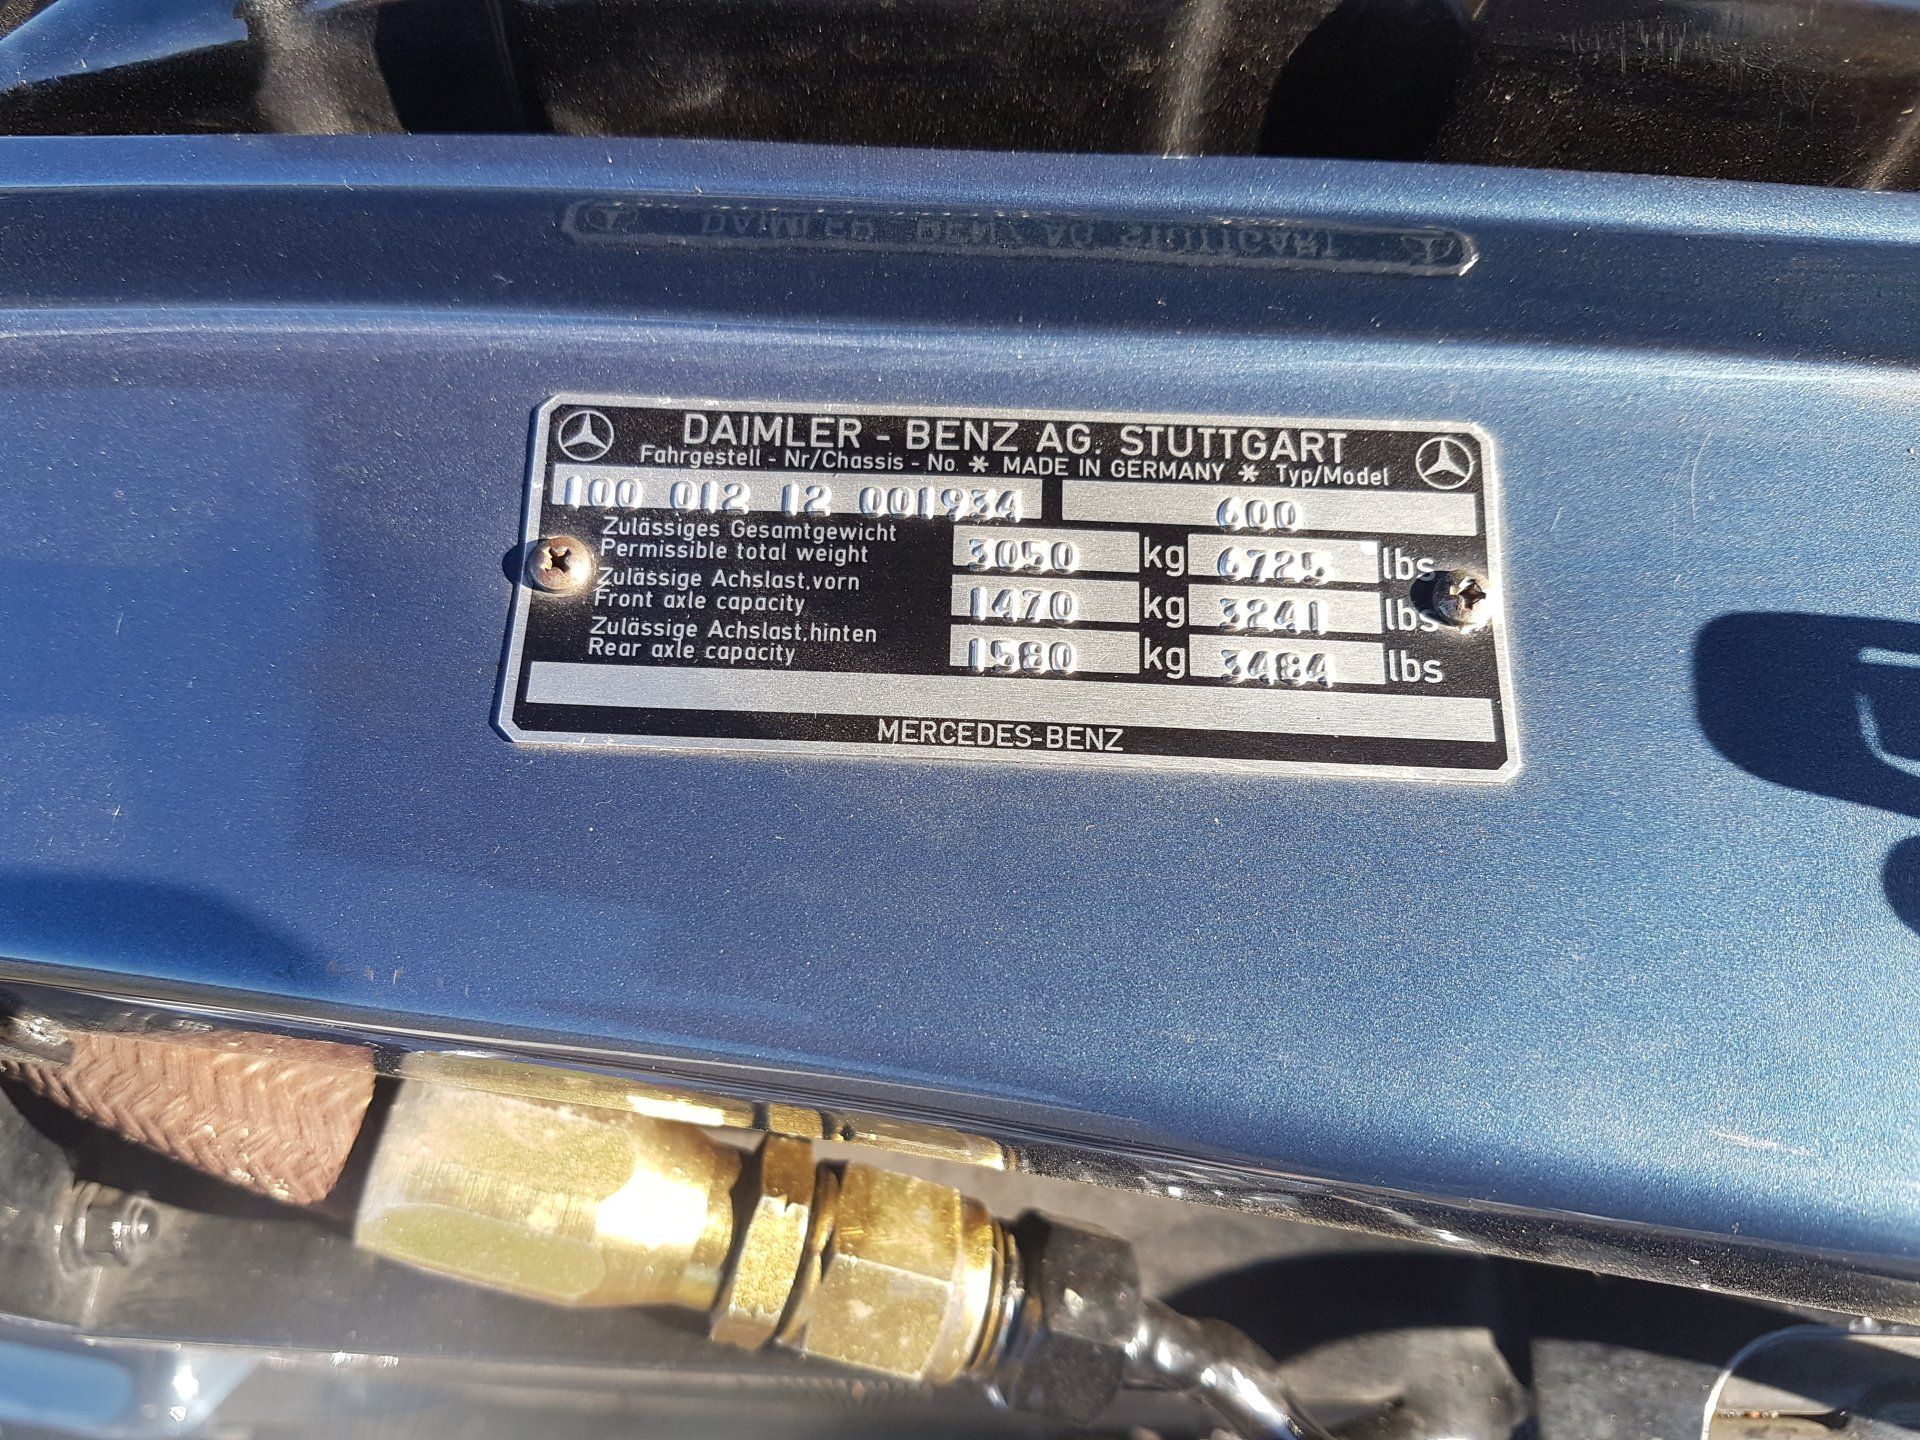 DAIMLER - BENZ AG. STUTTGART
Fahrgestell - Nr/Chassis - No. * MADE IN GERMANY * Typ/Model
100 012 12 001934 600
Zulässiges Gesamtgewicht
Permissible total weight 3050 kg 6725 lbs
Zulässige Achslast, vorn
Front axle capacity 1470 kg 3241 lbs
Zulässige Achslast, hinten
Rear axle capacity 1580 kg 3484 lbs
MERCEDES-BENZ